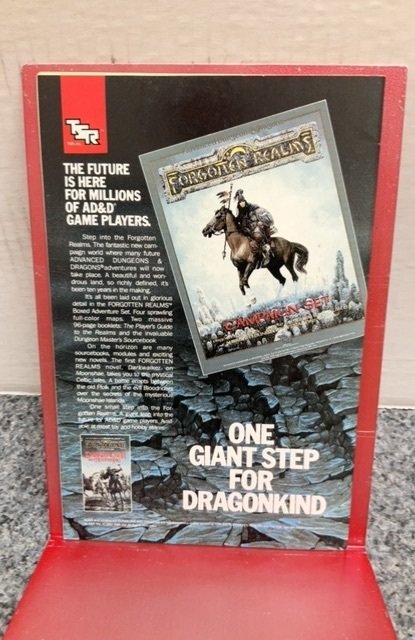 TSR
THE FUTURE
IS HERE
FOR MILLIONS
OF AD&D®
GAME PLAYERS.
Step into the Forgotten
Realms. The fantastic new cam-
paign world where many future
ADVANCED DUNGEONS &
DRAGONS® adventures will now
take place. A beautiful and won-
drous land, so richly defined, it's
been ten years in the making.
It's all been laid out in glorious
detail in the FORGOTTEN REALMS™
Boxed Adventure Set. Four sprawling
full-color maps. Two massive
96-page booklets: The Player's Guide
to the Realms and the invaluable
Dungeon Master's Sourcebook.
On the horizon are many
sourcebooks, modules and exciting
new novels. The first FORGOTTEN
REALMS novel, Darkwalker on
Moonshae, takes you to the mystical
Celtic Isles. A battle erupts between
the old Ffolk and the evil Bloodriders
over the secrets of the mysterious
Moonshae Islands.
One small step into the For-
gotten Realms. A giant leap into the
future for AD&D® game players. Avail-
able at most toy and hobby stores.
FORGOTTEN REALMS
CAMPAIGN SET
ONE
GIANT STEP
FOR
DRAGONKIND